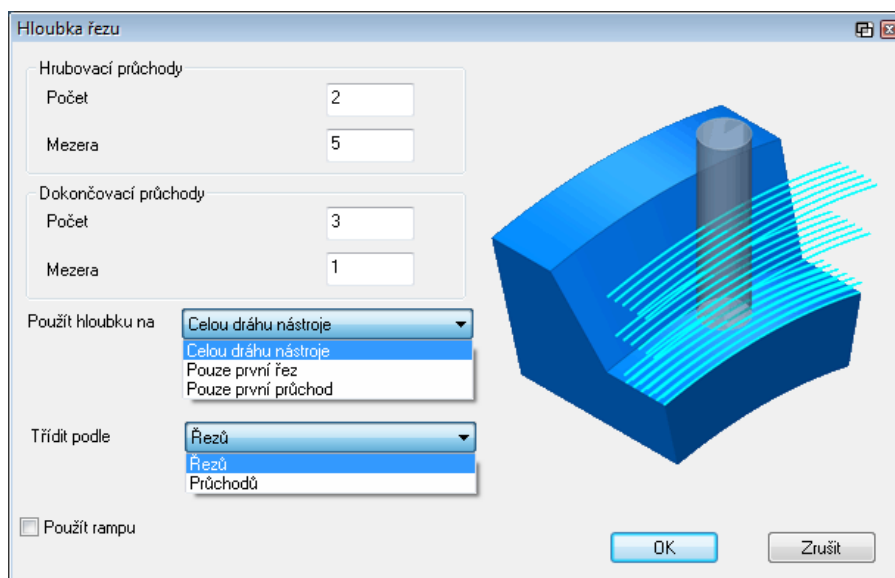 Hloubka řezu
Hrubovací průchody
Počet 2
Mezera 5
Dokončovací průchody
Počet 3
Mezera 1
Použít hloubku na Celou dráhu nástroje
Celou dráhu nástroje
Pouze první řez
Pouze první průchod
Třídit podle Řezů
Řezů
Průchodů
Použít rampu
OK Zrušit